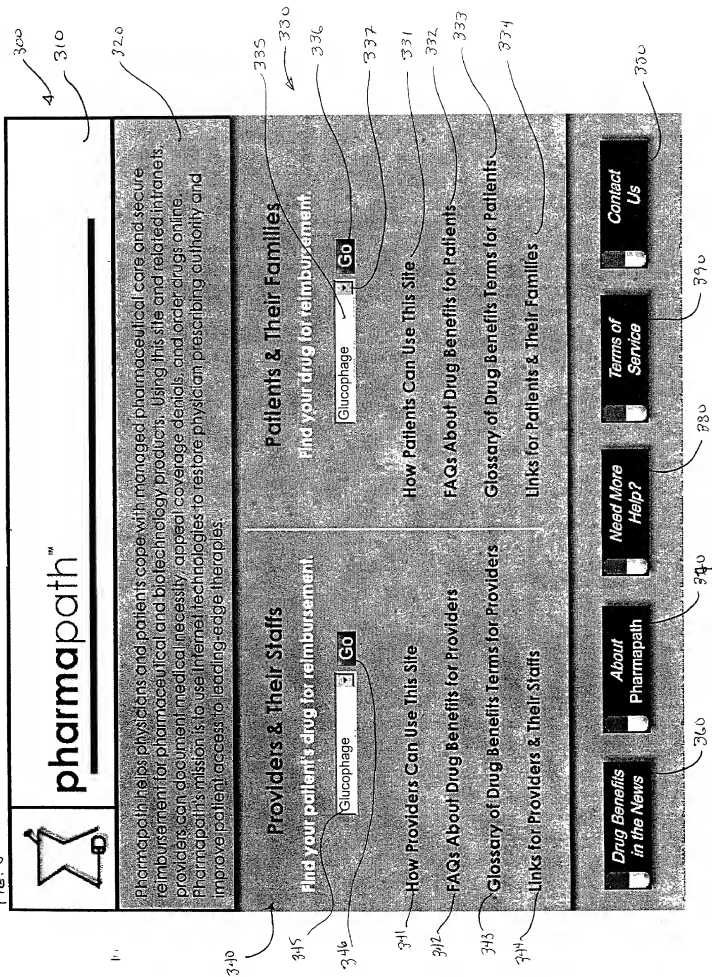 FIG. 3
pharmapath™
Pharmapath helps physicians and patients cope with managed pharmaceutical care and secure
reimbursement for pharmaceutical and biotechnology products. Using this site and related intranets,
providers can document medical necessity, appeal coverage denials, and order drugs online.
Pharmapath's mission is to use Internet technologies to restore physician prescribing authority and
improve patient access to leading-edge therapies.
Providers & Their Staffs
Find your patient's drug for reimbursement.
Glucophage Go
How Providers Can Use This Site
FAQs About Drug Benefits for Providers
Glossary of Drug Benefits Terms for Providers
Links for Providers & Their Staffs
Patients & Their Families
Find your drug for reimbursement.
Glucophage Go
How Patients Can Use This Site
FAQs About Drug Benefits for Patients
Glossary of Drug Benefits Terms for Patients
Links for Patients & Their Families
Drug Benefits
in the News
About
Pharmapath
Need More
Help?
Terms of
Service
Contact
Us
300
310
320
335
330
336
337
331
332
333
334
340
345
346
341
342
343
344
360
380
390